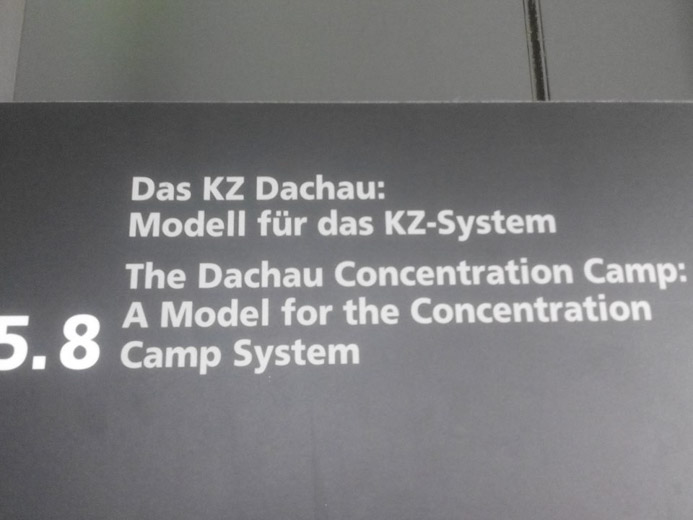 Das KZ Dachau:
Modell für das KZ-System
The Dachau Concentration Camp:
5.8 A Model for the Concentration
Camp System